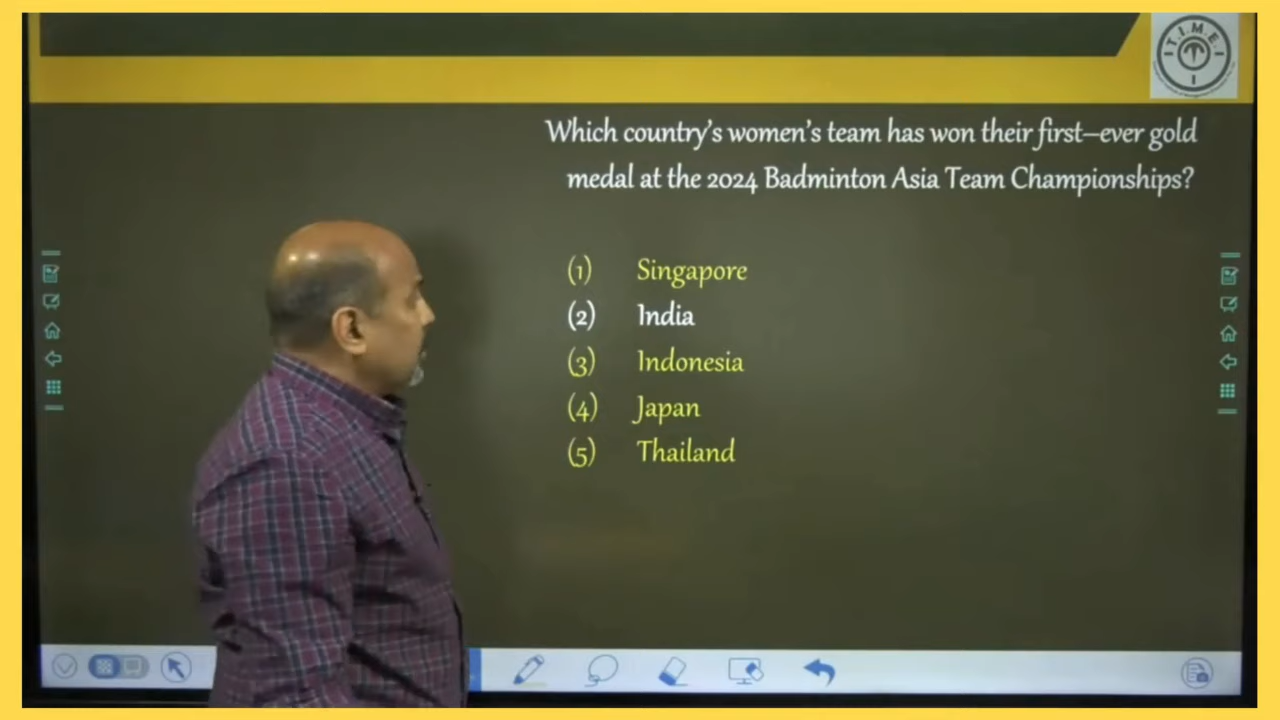 T.I.M.E.
Which country's women's team has won their first–ever gold
medal at the 2024 Badminton Asia Team Championships?
(1) Singapore
(2) India
(3) Indonesia
(4) Japan
(5) Thailand